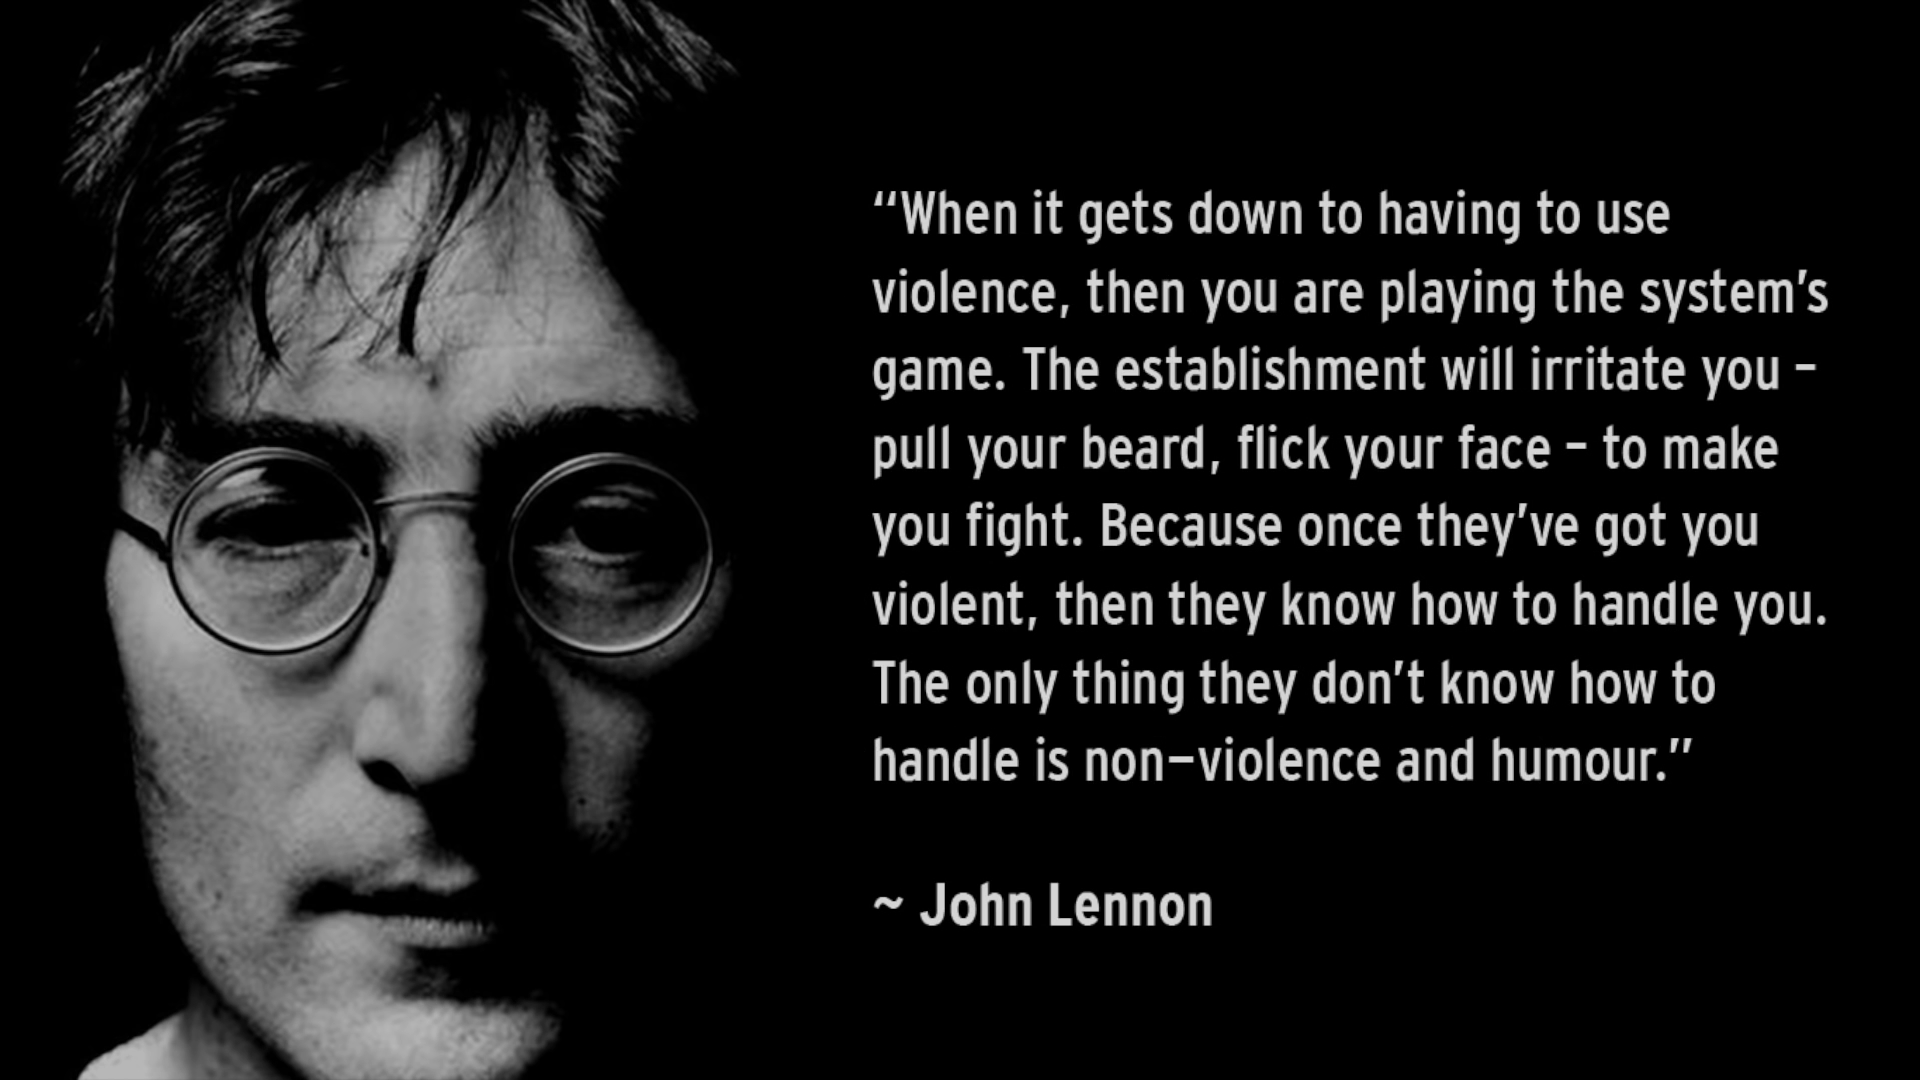 “When it gets down to having to use
violence, then you are playing the system’s
game. The establishment will irritate you –
pull your beard, flick your face – to make
you fight. Because once they’ve got you
violent, then they know how to handle you.
The only thing they don’t know how to
handle is non–violence and humour.”
~ John Lennon